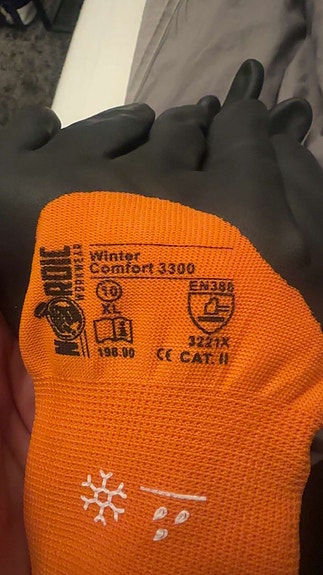 NORDIC
WORKWEAR
Winter
Comfort 3300
10
XL
198.90
EN388
3221X
CE CAT. II